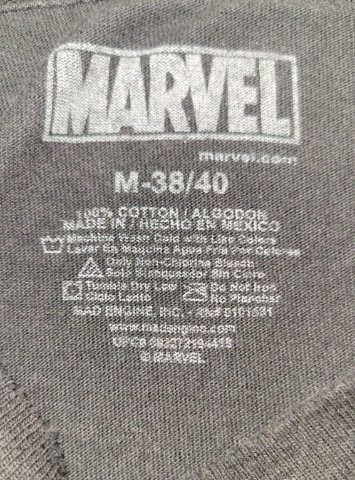 MARVEL
marvel.com
M-38/40
100% COTTON / ALGODON
MADE IN / HECHO EN MEXICO
Machine Wash Cold with Like Colors
Lavar En Maquina Agua Fria Por Colores
Only Non-Chlorine Bleach
Solo Blanqueador Sin Cloro
Tumble Dry Low Do Not Iron
Ciclo Lento No Planchar
MAD ENGINE, INC. - RN#
www.madengine.com
© MARVEL